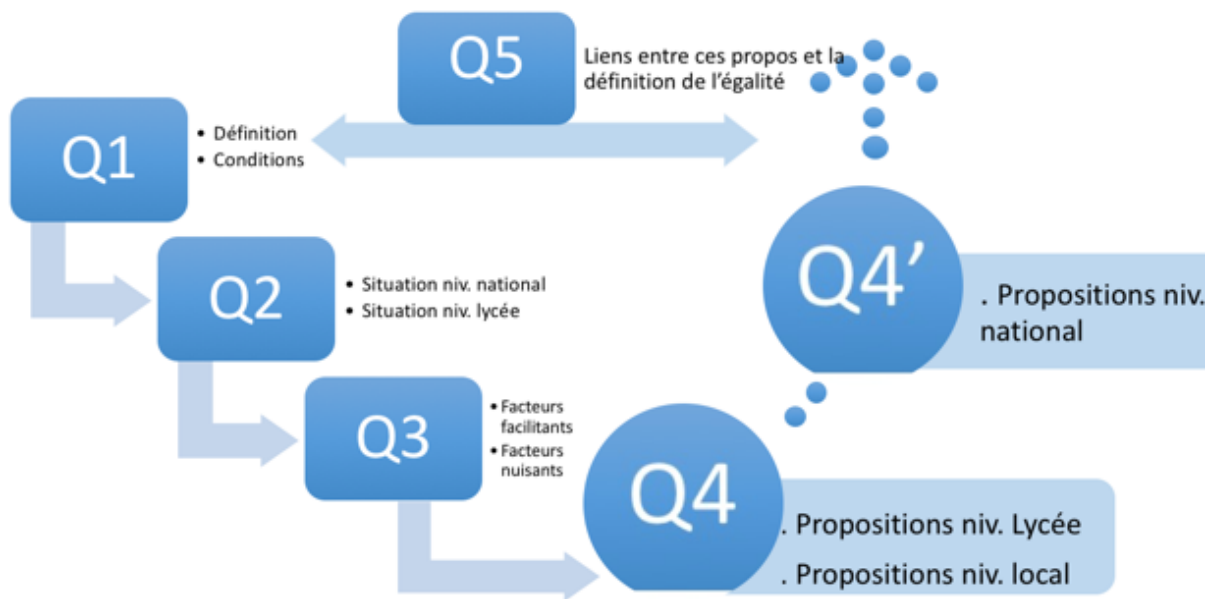 Q5
Liens entre ces propos et la
définition de l'égalité
Q1
• Définition
• Conditions
Q2
• Situation niv. national
• Situation niv. lycée
Q4’
. Propositions niv.
national
Q3
• Facteurs
facilitants
• Facteurs
nuisants
Q4
. Propositions niv. Lycée
. Propositions niv. local